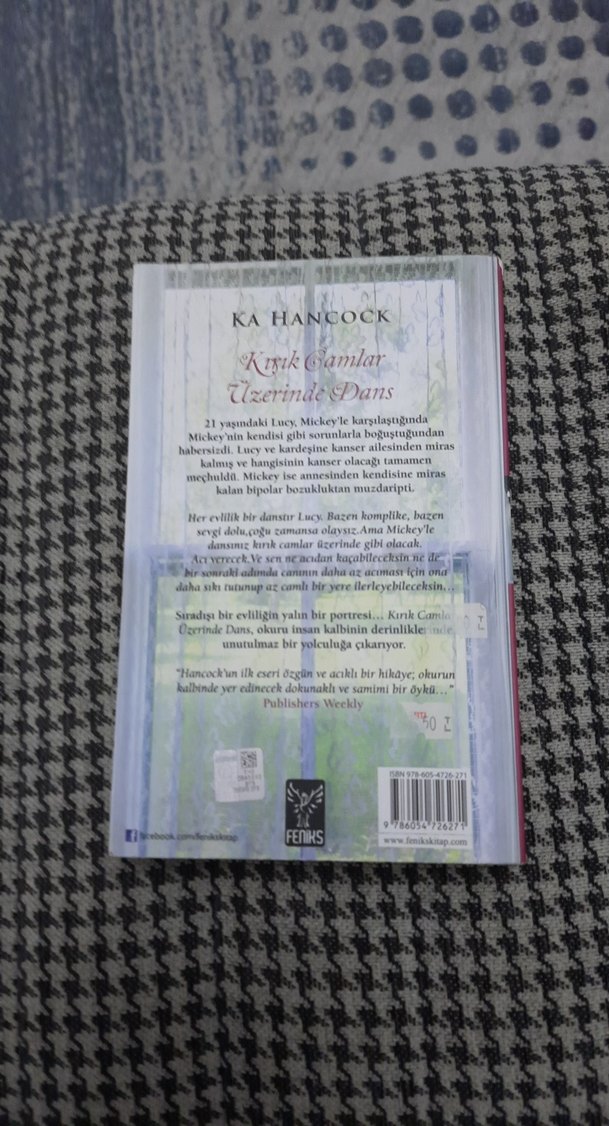 KA HANCOCK
Kırık Camlar
Üzerinde Dans
21 yaşındaki Lucy, Mickey'le karşılaştığında
Mickey'nin kendisi gibi sorunlarla boğuştuğundan
habersizdi. Lucy ve kardeşine kanser ailesinden miras
kalmış ve hangisinin kanser olacağı tamamen
meçhuldü. Mickey ise annesinden kendisine miras
kalan bipolar bozukluktan muzdaripti.
Her evlilik bir danstır Lucy. Bazen komplike, bazen
sevgi dolu,çoğu zamansa olaysız.Ama Mickey'le
dansınız kırık camlar üzerinde gibi olacak.
Acı verecek.Ve sen ne acıdan kaçabileceksin ne de
bir sonraki adımda canının daha az acıması için ona
daha sıkı tutunup az camlı bir yere ilerleyebileceksin...
Sıradışı bir evliliğin yalın bir portresi... Kırık Camla
Üzerinde Dans, okuru insan kalbinin derinlikle
unutulmaz bir yolculuğa çıkarıyor.
"Hancock'un ilk eseri özgün ve acıklı bir hikâye; okurun
kalbinde yer edinecek dokunaklı ve samimi bir öykü..."
Publishers Weekly
50
ISBN 978-605-4726-271
9 786054 726271
www.fenikskitap.com
FENİKS
facebook.com/fenikskitap